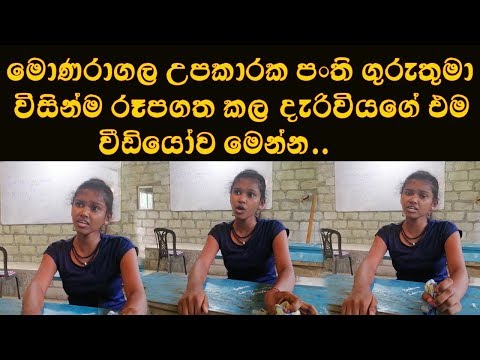 මොණරාගල උපකාරක පංති ගුරුතුමා
විසින්ම රූපගත කල දැරිවියගේ එම
වීඩියෝව මෙන්න..